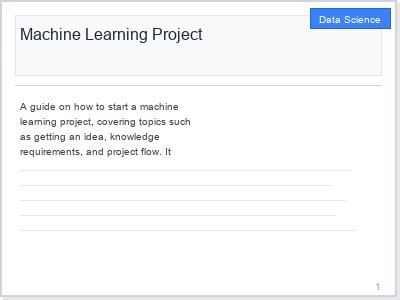 Data Science
Machine Learning Project
A guide on how to start a machine
learning project, covering topics such
as getting an idea, knowledge
requirements, and project flow. It
1